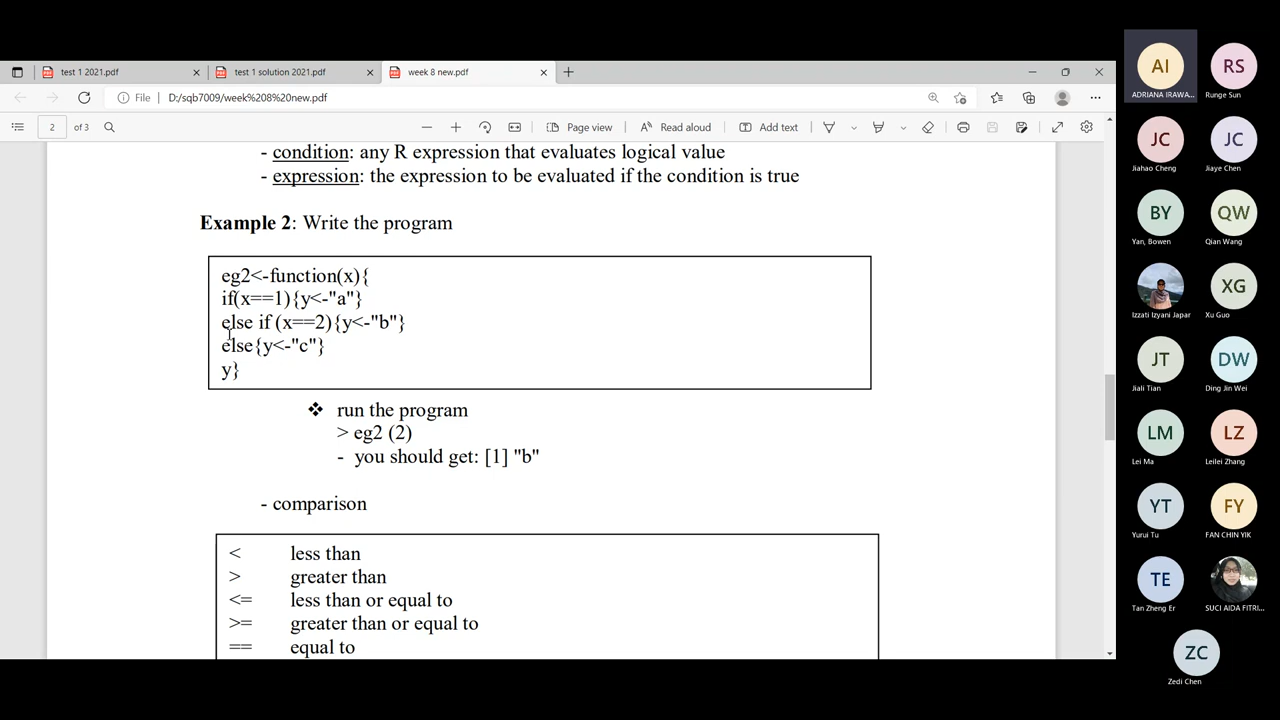 test 1 2021.pdf
test 1 solution 2021.pdf
week 8 new.pdf
File D:/sqb7009/week%208%20new.pdf
2 of 3
Page view
Read aloud
Add text
- condition: any R expression that evaluates logical value
- expression: the expression to be evaluated if the condition is true
Example 2: Write the program
eg2<-function(x){
if(x==1){y<-"a"}
else if (x==2){y<-"b"}
else{y<-"c"}
y}
❖ run the program
> eg2 (2)
- you should get: [1] "b"
- comparison
< less than
> greater than
<= less than or equal to
>= greater than or equal to
== equal to
AI
ADRIANA IRAWA...
RS
Runge Sun
JC
Jiahao Cheng
JC
Jiaye Chen
BY
Yan, Bowen
QW
Qian Wang
Izzati Izyani Japar
XG
Xu Guo
JT
Jiali Tian
DW
Ding Jin Wei
LM
Lei Ma
LZ
Leilei Zhang
YT
Yurui Tu
FY
FAN CHIN YIK
TE
Tan Zheng Er
SUCI AIDA FITRI...
ZC
Zedi Chen